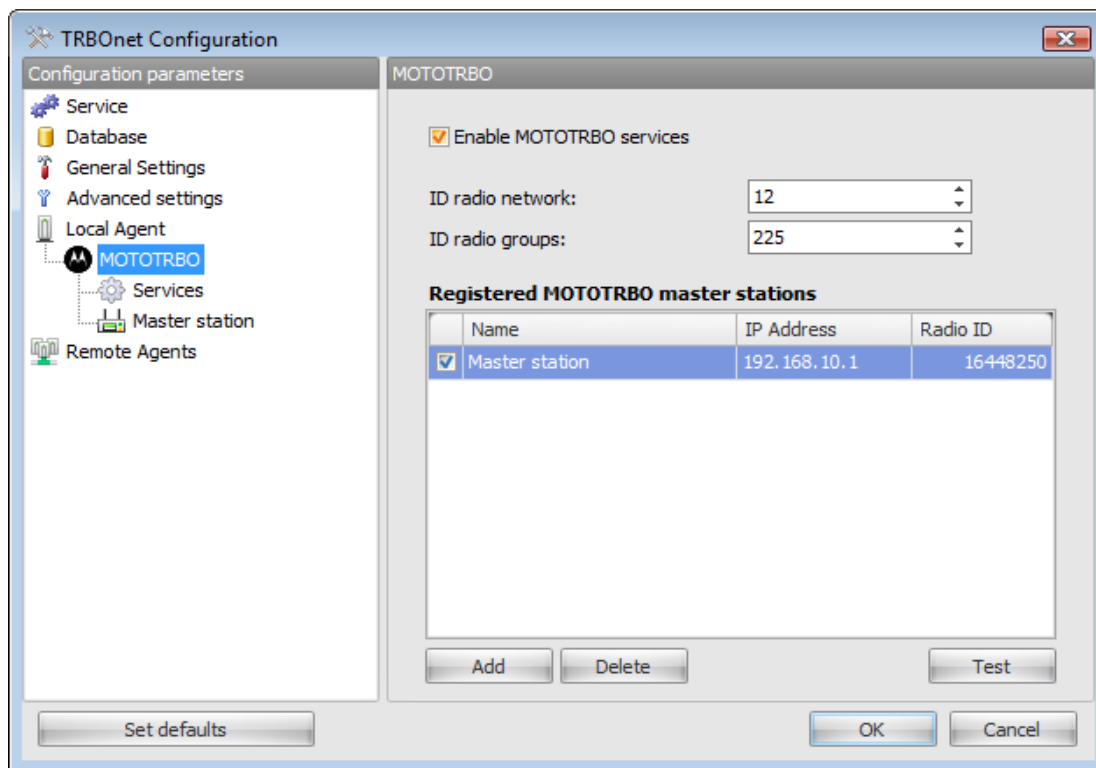 TRBOnet Configuration
Configuration parameters
Service
Database
General Settings
Advanced settings
Local Agent
MOTOTRBO
Services
Master station
Remote Agents
MOTOTRBO
Enable MOTOTRBO services
ID radio network: 12
ID radio groups: 225
Registered MOTOTRBO master stations
Name IP Address Radio ID
Master station 192.168.10.1 16448250
Add Delete Test
Set defaults OK Cancel